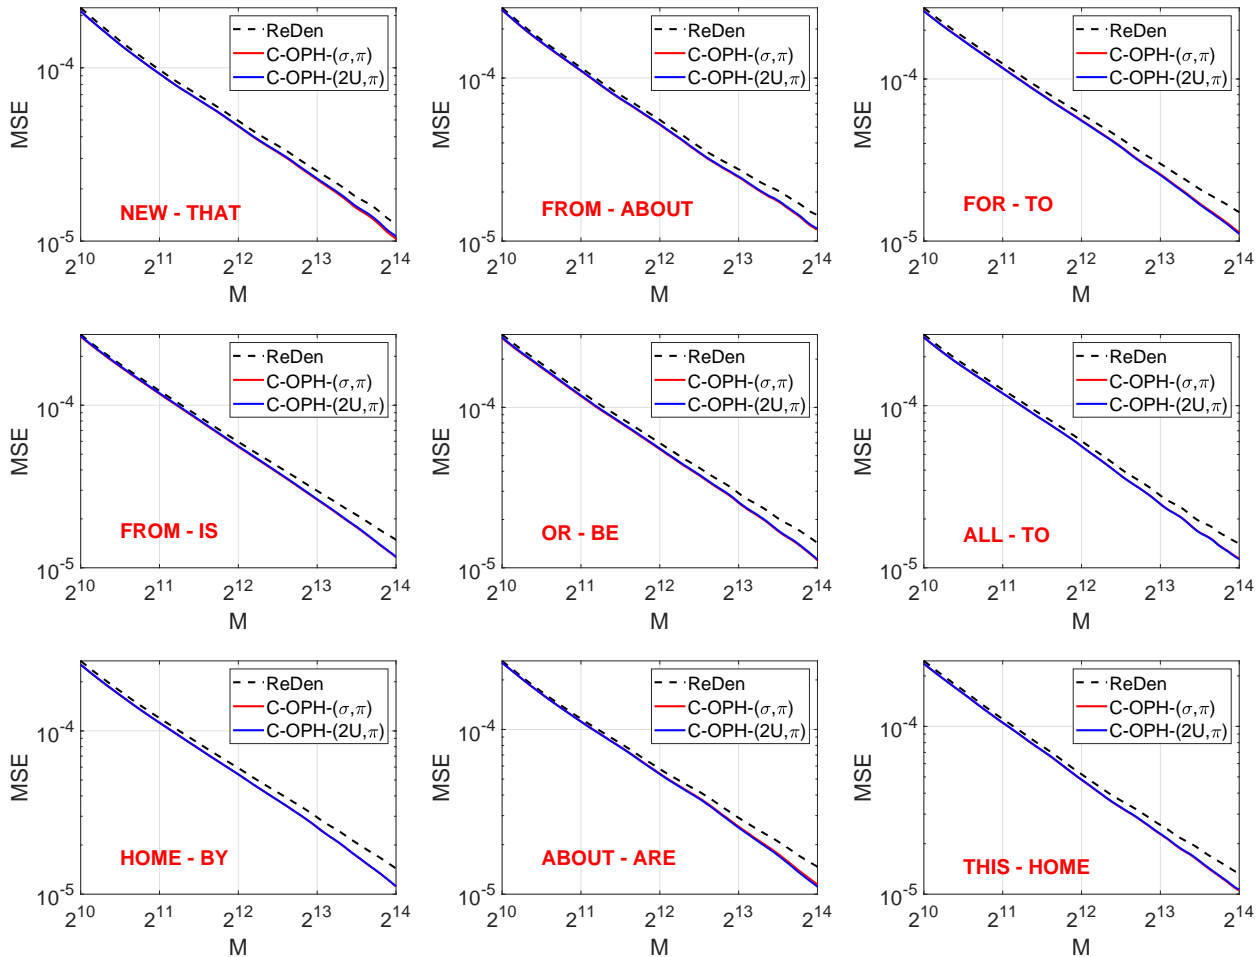 MSE
10^-4
10^-5
ReDen
C-OPH-(σ,π)
C-OPH-(2U,π)
NEW - THAT
2^10 2^11 2^12 2^13 2^14
M
MSE
10^-4
10^-5
ReDen
C-OPH-(σ,π)
C-OPH-(2U,π)
FROM - ABOUT
2^10 2^11 2^12 2^13 2^14
M
MSE
10^-4
10^-5
ReDen
C-OPH-(σ,π)
C-OPH-(2U,π)
FOR - TO
2^10 2^11 2^12 2^13 2^14
M
MSE
10^-4
10^-5
ReDen
C-OPH-(σ,π)
C-OPH-(2U,π)
FROM - IS
2^10 2^11 2^12 2^13 2^14
M
MSE
10^-4
10^-5
ReDen
C-OPH-(σ,π)
C-OPH-(2U,π)
OR - BE
2^10 2^11 2^12 2^13 2^14
M
MSE
10^-4
10^-5
ReDen
C-OPH-(σ,π)
C-OPH-(2U,π)
ALL - TO
2^10 2^11 2^12 2^13 2^14
M
MSE
10^-4
10^-5
ReDen
C-OPH-(σ,π)
C-OPH-(2U,π)
HOME - BY
2^10 2^11 2^12 2^13 2^14
M
MSE
10^-4
10^-5
ReDen
C-OPH-(σ,π)
C-OPH-(2U,π)
ABOUT - ARE
2^10 2^11 2^12 2^13 2^14
M
MSE
10^-4
10^-5
ReDen
C-OPH-(σ,π)
C-OPH-(2U,π)
THIS - HOME
2^10 2^11 2^12 2^13 2^14
M